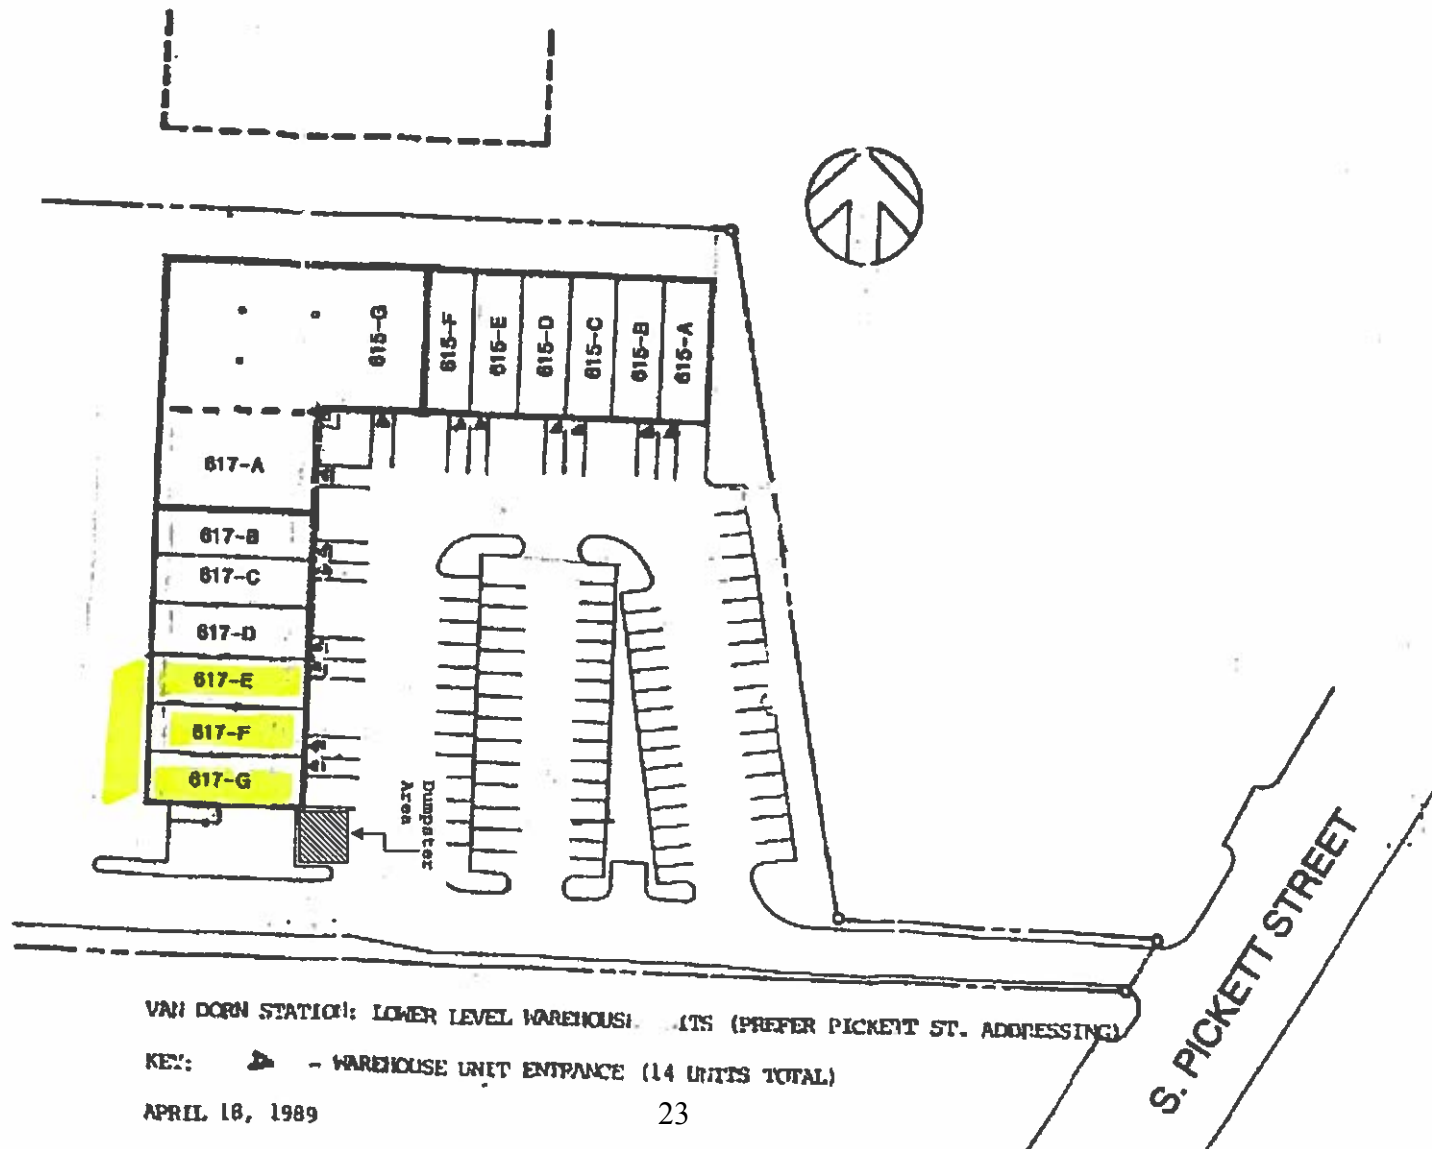 615-G
615-F
615-E
615-D
615-C
615-B
615-A
617-A
617-B
617-C
617-D
617-E
617-F
617-G
Dumpster
Area
S. PICKETT STREET
VAN DORN STATION: LOWER LEVEL (PREFER PICKETT ST. ADDRESSING)
KEY: - WAREHOUSE UNIT ENTRANCE (14 UNITS TOTAL)
APRIL 18, 1989
23